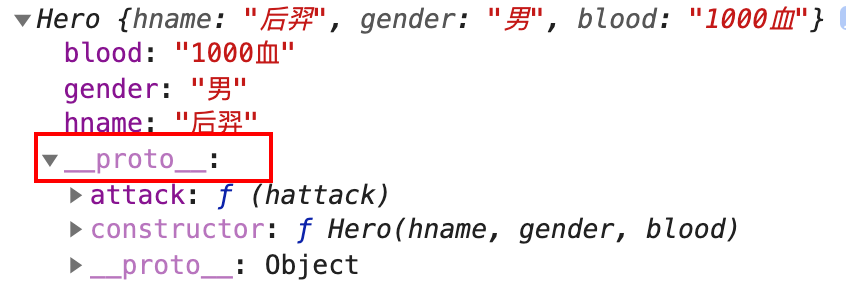 ▼Hero {hname: "后羿", gender: "男", blood: "1000血"}
blood: "1000血"
gender: "男"
hname: "后羿"
▼__proto__:
▶attack: ƒ (hattack)
▶constructor: ƒ Hero(hname, gender, blood)
▶__proto__: Object